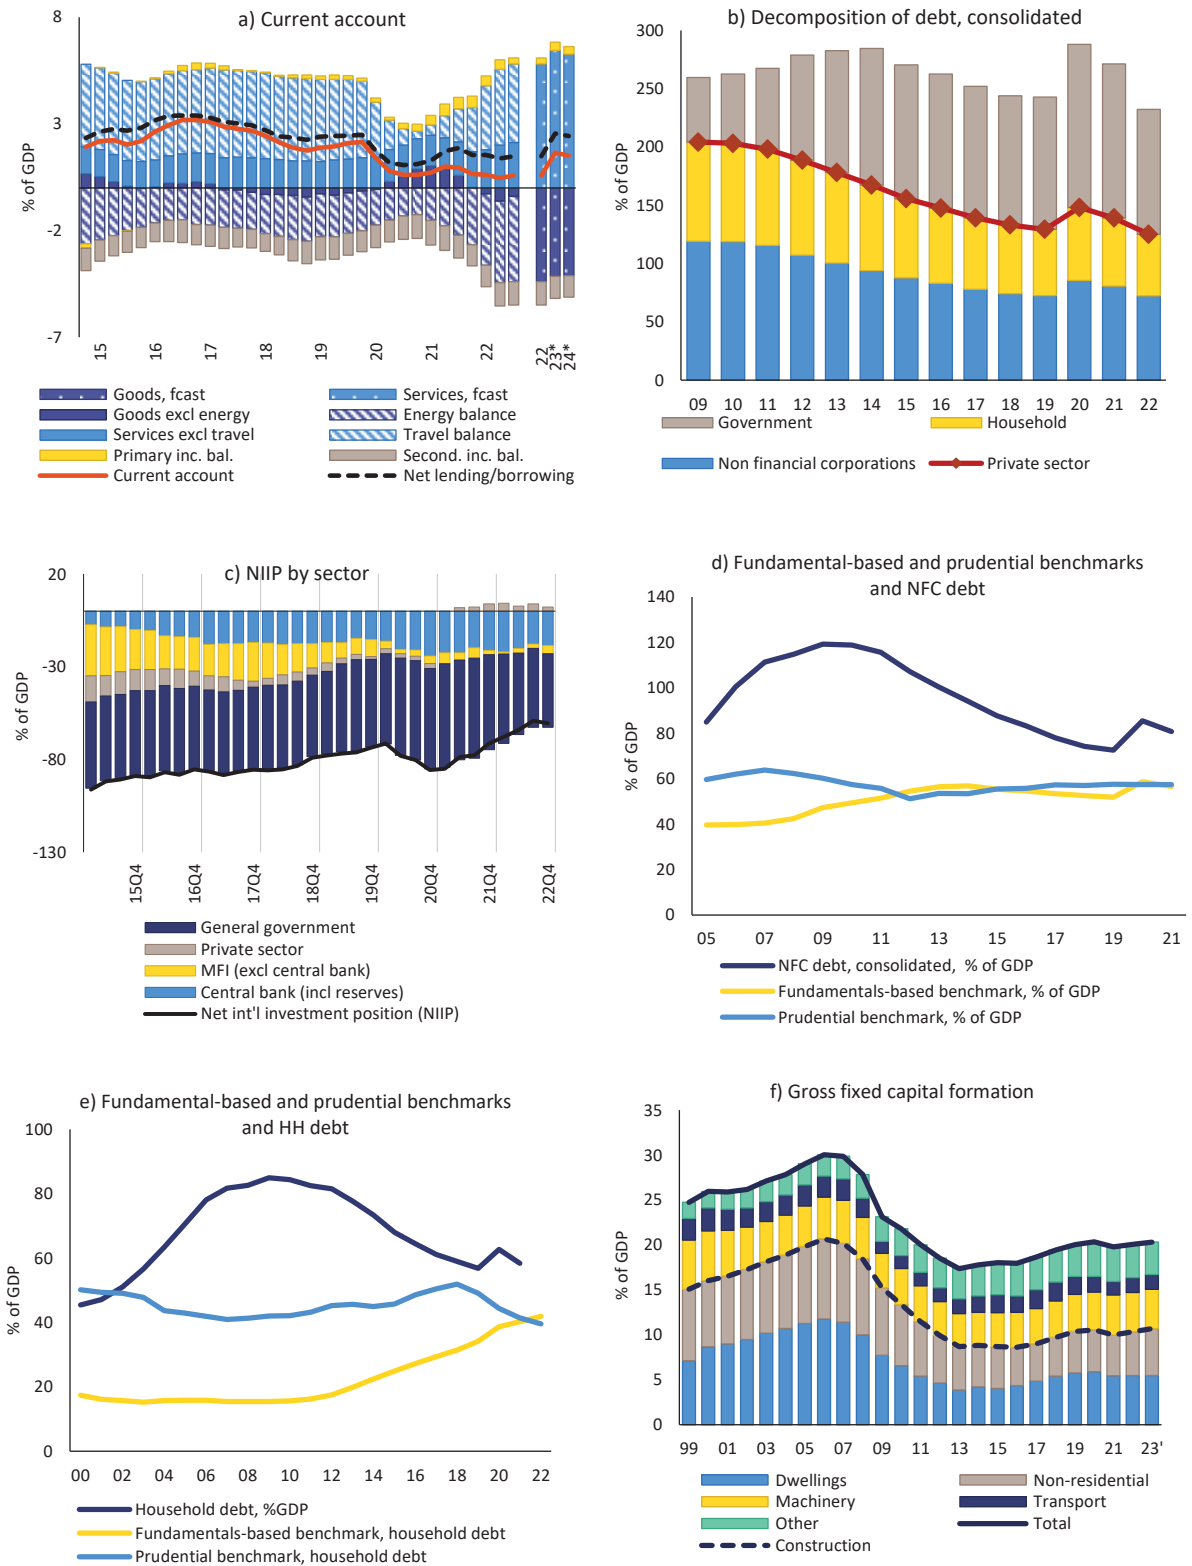 a) Current account
8
3
-2
-7
% of GDP
15 16 17 18 19 20 21 22 22 23* 24*
Goods, fcast Services, fcast
Goods excl energy Energy balance
Services excl travel Travel balance
Primary inc. bal. Second. inc. bal.
Current account Net lending/borrowing
b) Decomposition of debt, consolidated
300
250
200
150
100
50
0
% of GDP
09 10 11 12 13 14 15 16 17 18 19 20 21 22
Government Household
Non financial corporations Private sector
c) NIIP by sector
20
-30
-80
-130
% of GDP
15Q4 16Q4 17Q4 18Q4 19Q4 20Q4 21Q4 22Q4
General government
Private sector
MFI (excl central bank)
Central bank (incl reserves)
Net int'l investment position (NIIP)
d) Fundamental-based and prudential benchmarks
and NFC debt
140
120
100
80
60
40
20
0
% of GDP
05 07 09 11 13 15 17 19 21
NFC debt, consolidated, % of GDP
Fundamentals-based benchmark, % of GDP
Prudential benchmark, % of GDP
e) Fundamental-based and prudential benchmarks
and HH debt
100
80
60
40
20
0
% of GDP
00 02 04 06 08 10 12 14 16 18 20 22
Household debt, %GDP
Fundamentals-based benchmark, household debt
Prudential benchmark, household debt
f) Gross fixed capital formation
35
30
25
20
15
10
5
0
% of GDP
99 01 03 05 07 09 11 13 15 17 19 21 23'
Dwellings Non-residential
Machinery Transport
Other Total
Construction